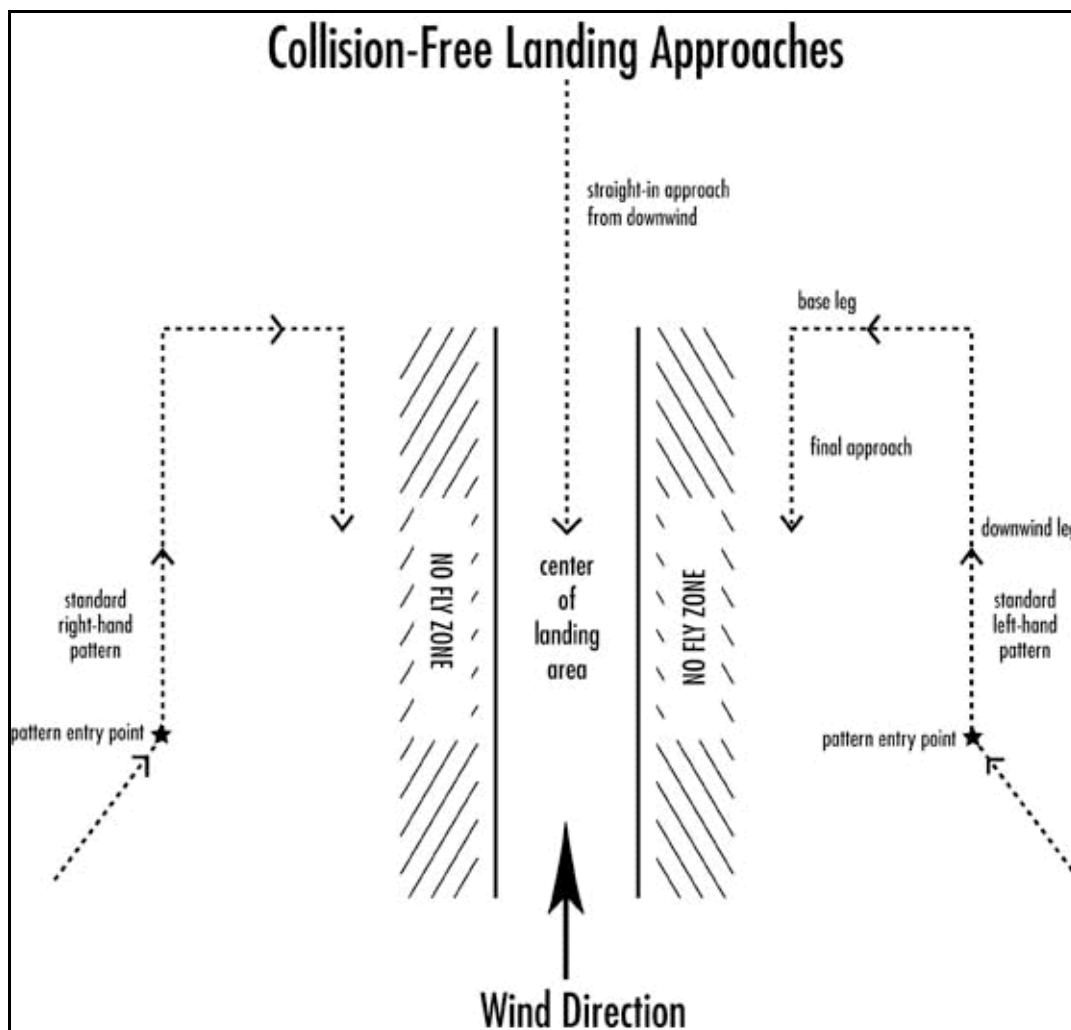 Collision-Free Landing Approaches
straight-in approach
from downwind
base leg
final approach
downwind leg
NO FLY ZONE
center
of
landing
area
NO FLY ZONE
standard
right-hand
pattern
standard
left-hand
pattern
pattern entry point
pattern entry point
Wind Direction